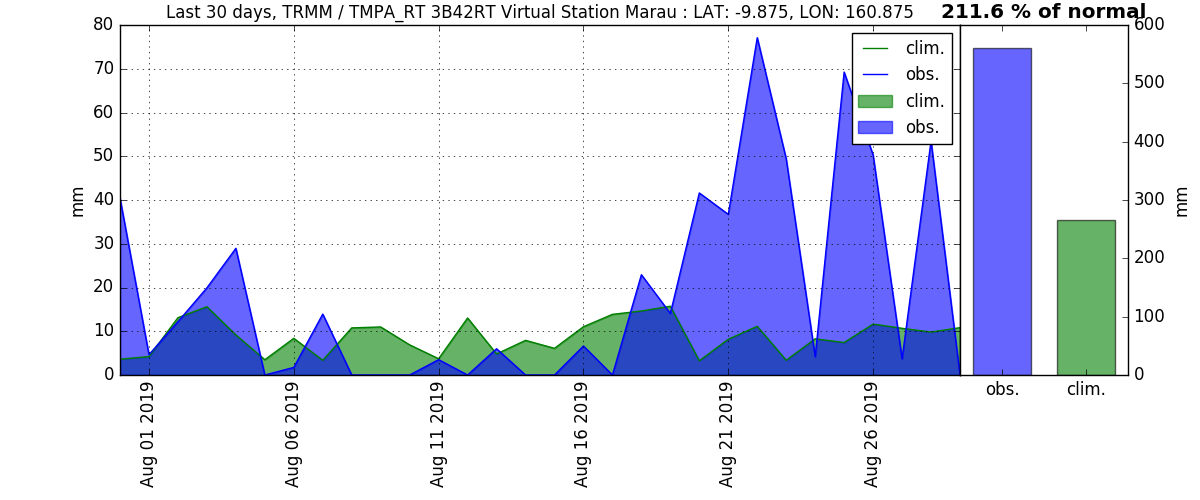 Last 30 days, TRMM / TMPA_RT 3B42RT Virtual Station Marau : LAT: -9.875, LON: 160.875
211.6 % of normal
80
70
60
50
40
30
20
10
0
mm
clim.
obs.
clim.
obs.
600
500
400
300
200
100
0
mm
Aug 01 2019
Aug 06 2019
Aug 11 2019
Aug 16 2019
Aug 21 2019
Aug 26 2019
obs.
clim.